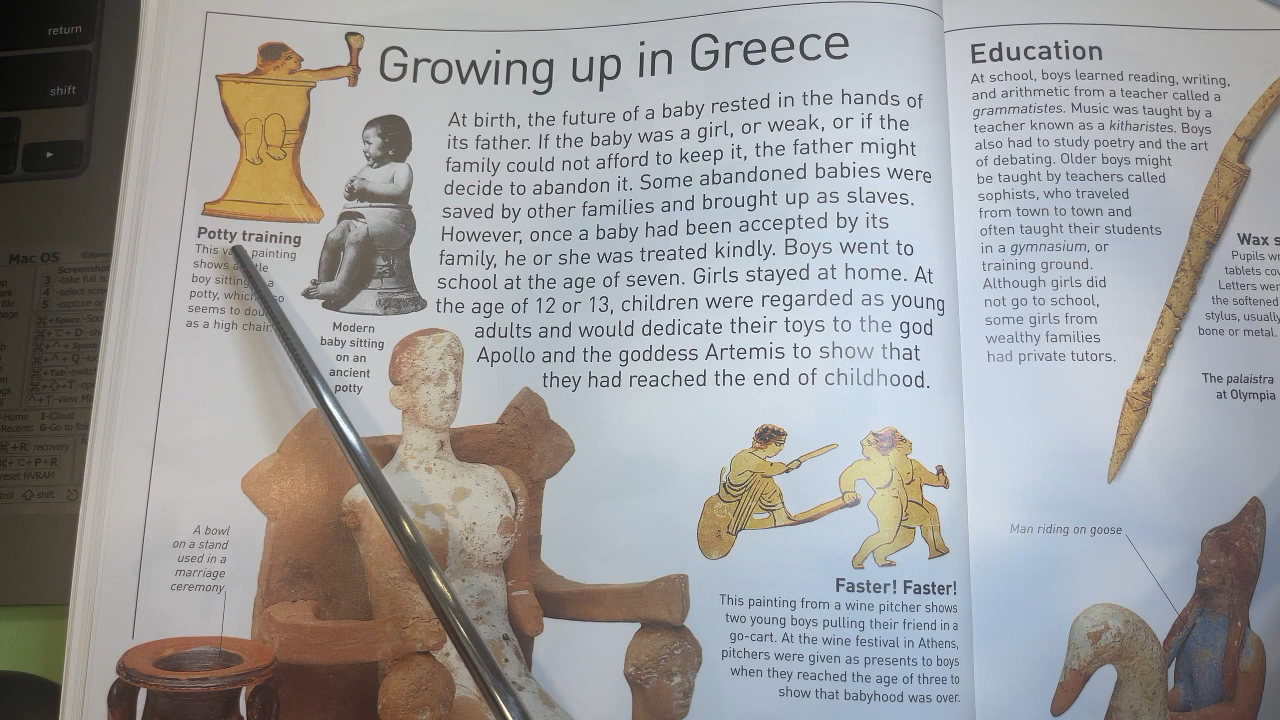 return
shift
Mac OS
Screenshot
3 -take full
4 -select
5 -capture or
recovery
reset NVRAM
shift
Growing up in Greece
At birth, the future of a baby rested in the hands of
its father. If the baby was a girl, or weak, or if the
family could not afford to keep it, the father might
decide to abandon it. Some abandoned babies were
saved by other families and brought up as slaves.
However, once a baby had been accepted by its
family, he or she was treated kindly. Boys went to
school at the age of seven. Girls stayed at home. At
the age of 12 or 13, children were regarded as young
adults and would dedicate their toys to the god
Apollo and the goddess Artemis to show that
they had reached the end of childhood.
Potty training
This painting
shows a
boy sitting
potty,
seems to
as a high chair.
Modern
baby sitting
on an
ancient
potty
A bowl
on a stand
used in a
marriage
ceremony
Faster! Faster!
This painting from a wine pitcher shows
two young boys pulling their friend in a
go-cart. At the wine festival in Athens,
pitchers were given as presents to boys
when they reached the age of three to
show that babyhood was over.
Education
At school, boys learned reading, writing,
and arithmetic from a teacher called a
grammatistes. Music was taught by a
teacher known as a kitharistes. Boys
also had to study poetry and the art
of debating. Older boys might
be taught by teachers called
sophists, who traveled
from town to town and
often taught their students
in a gymnasium, or
training ground.
Although girls did
not go to school,
some girls from
wealthy families
had private tutors.
Wax
Pupils
tablets
Letters
the softened
stylus, usually
bone or metal.
The palaistra
at Olympia
Man riding on goose